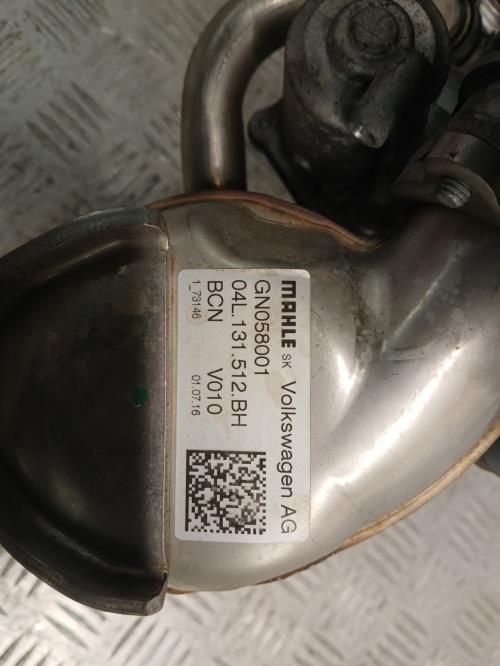 MAHLE SK Volkswagen AG
GN058001
04L.131.512.BH
BCN V010
1_73146 01.07.16